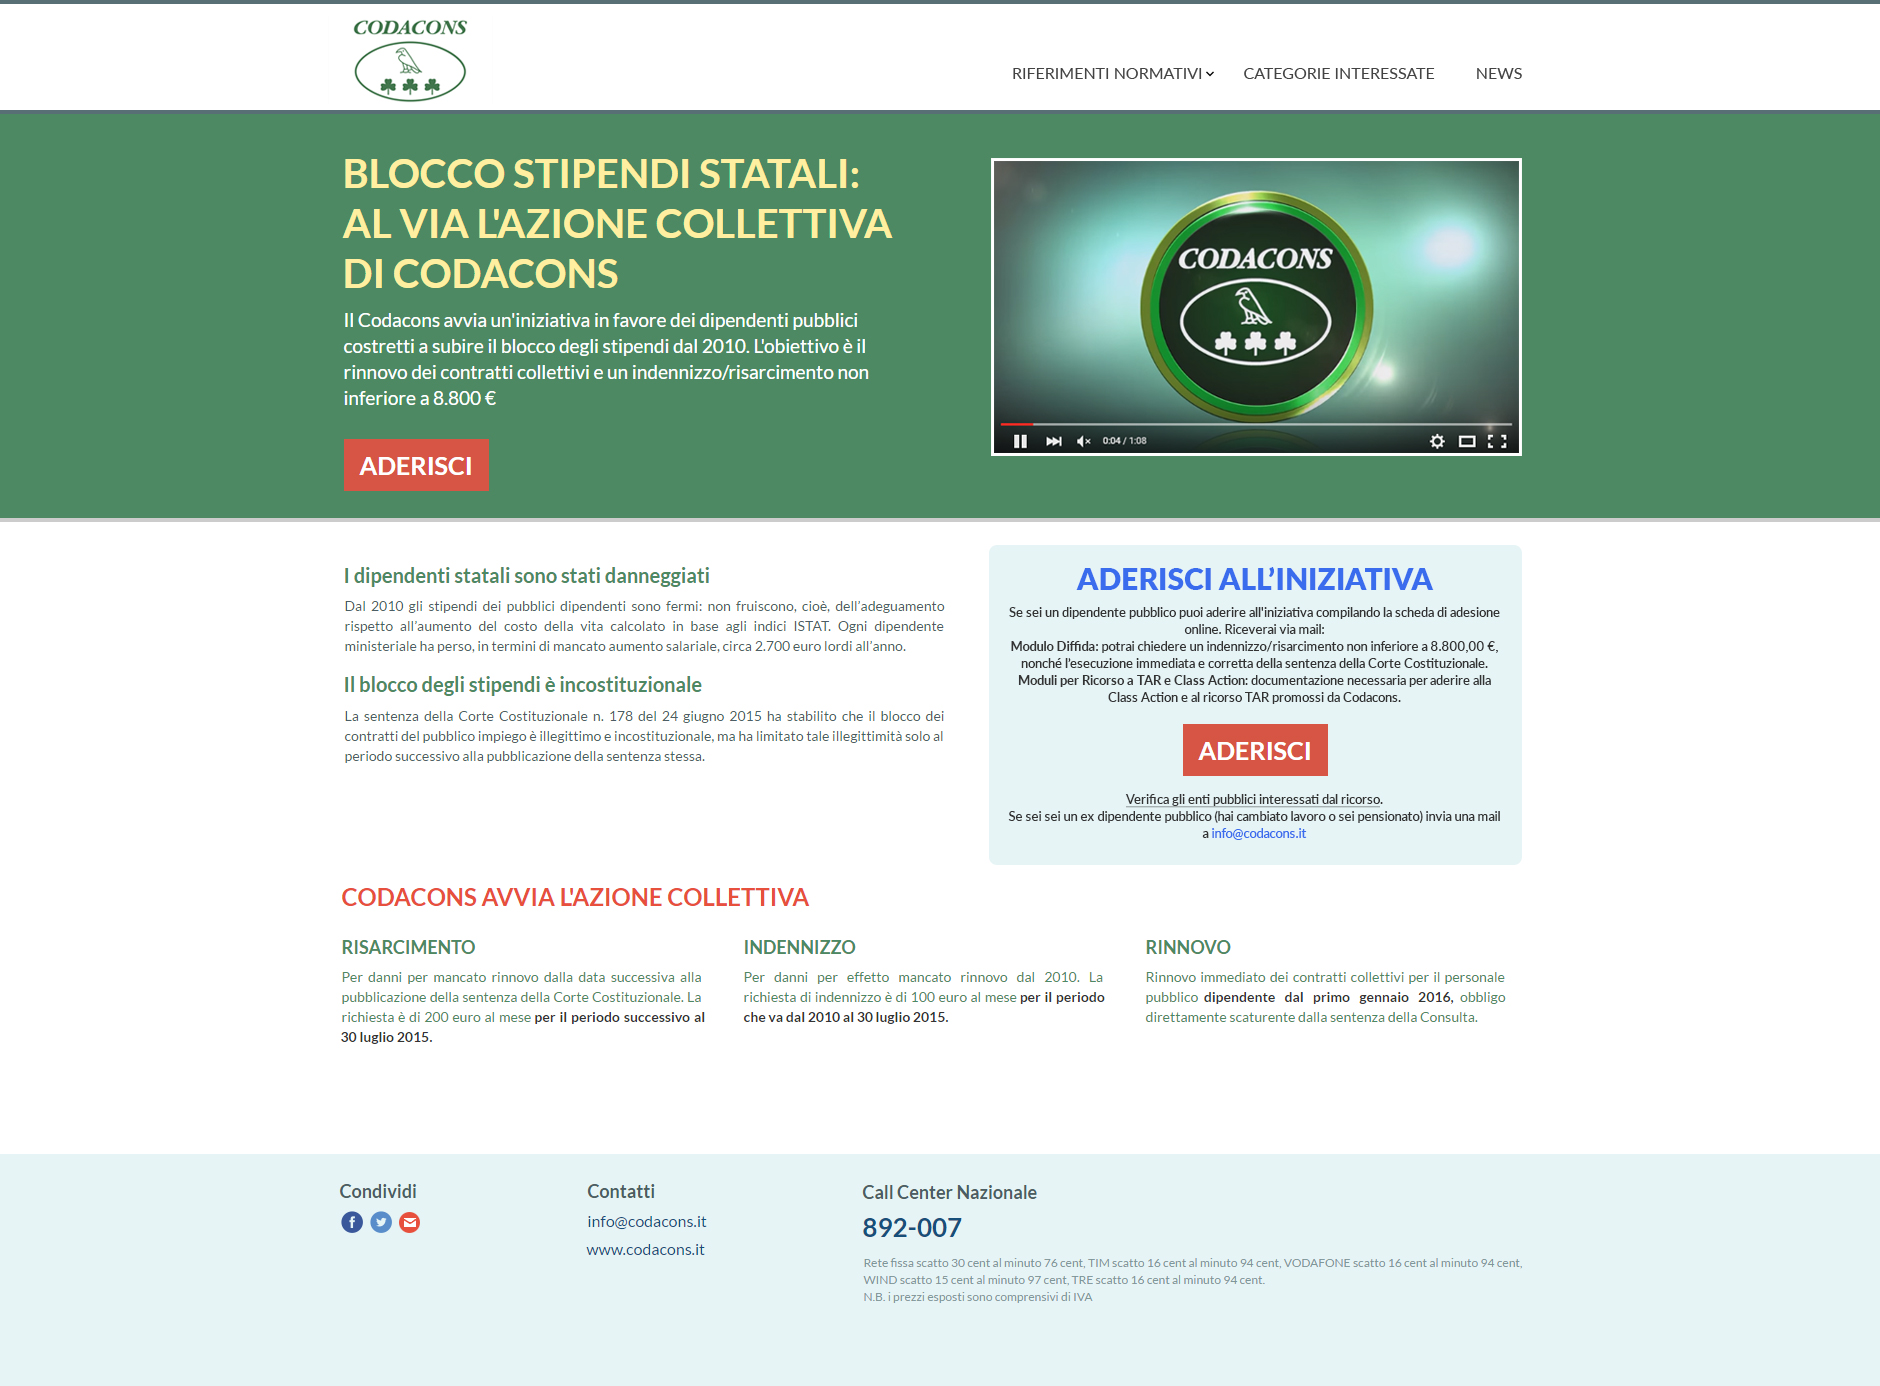 CODACONS
RIFERIMENTI NORMATIVI
CATEGORIE INTERESSATE
NEWS
BLOCCO STIPENDI STATALI:
AL VIA L'AZIONE COLLETTIVA
DI CODACONS
Il Codacons avvia un'iniziativa in favore dei dipendenti pubblici
costretti a subire il blocco degli stipendi dal 2010. L'obiettivo è il
rinnovo dei contratti collettivi e un indennizzo/risarcimento non
inferiore a 8.800 €
ADERISCI
CODACONS
0:04 / 1:08
I dipendenti statali sono stati danneggiati
Dal 2010 gli stipendi dei pubblici dipendenti sono fermi: non fruiscono, cioè, dell’adeguamento
rispetto all’aumento del costo della vita calcolato in base agli indici ISTAT. Ogni dipendente
ministeriale ha perso, in termini di mancato aumento salariale, circa 2.700 euro lordi all’anno.
Il blocco degli stipendi è incostituzionale
La sentenza della Corte Costituzionale n. 178 del 24 giugno 2015 ha stabilito che il blocco dei
contratti del pubblico impiego è illegittimo e incostituzionale, ma ha limitato tale illegittimità solo al
periodo successivo alla pubblicazione della sentenza stessa.
ADERISCI ALL’INIZIATIVA
Se sei un dipendente pubblico puoi aderire all'iniziativa compilando la scheda di adesione
online. Riceverai via mail:
Modulo Diffida: potrai chiedere un indennizzo/risarcimento non inferiore a 8.800,00 €,
nonché l’esecuzione immediata e corretta della sentenza della Corte Costituzionale.
Moduli per Ricorso a TAR e Class Action: documentazione necessaria per aderire alla
Class Action e al ricorso TAR promossi da Codacons.
ADERISCI
Verifica gli enti pubblici interessati dal ricorso.
Se sei sei un ex dipendente pubblico (hai cambiato lavoro o sei pensionato) invia una mail
a info@codacons.it
CODACONS AVVIA L'AZIONE COLLETTIVA
RISARCIMENTO
Per danni per mancato rinnovo dalla data successiva alla
pubblicazione della sentenza della Corte Costituzionale. La
richiesta è di 200 euro al mese per il periodo successivo al
30 luglio 2015.
INDENNIZZO
Per danni per effetto mancato rinnovo dal 2010. La
richiesta di indennizzo è di 100 euro al mese per il periodo
che va dal 2010 al 30 luglio 2015.
RINNOVO
Rinnovo immediato dei contratti collettivi per il personale
pubblico dipendente dal primo gennaio 2016, obbligo
direttamente scaturente dalla sentenza della Consulta.
Condividi
Contatti
info@codacons.it
www.codacons.it
Call Center Nazionale
892-007
Rete fissa scatto 30 cent al minuto 76 cent, TIM scatto 16 cent al minuto 94 cent, VODAFONE scatto 16 cent al minuto 94 cent,
WIND scatto 15 cent al minuto 97 cent, TRE scatto 16 cent al minuto 94 cent.
N.B. i prezzi esposti sono comprensivi di IVA